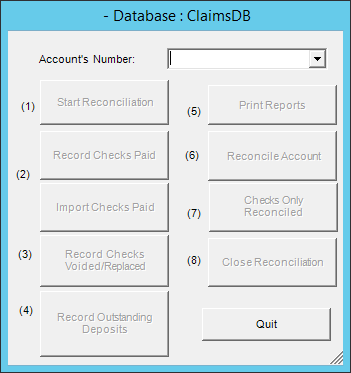 - Database : ClaimsDB
Account's Number:
(1)
Start Reconciliation
(2)
Record Checks Paid
Import Checks Paid
(3)
Record Checks
Voided/Replaced
(4)
Record Outstanding
Deposits
(5)
Print Reports
(6)
Reconcile Account
(7)
Checks Only
Reconciled
(8)
Close Reconciliation
Quit